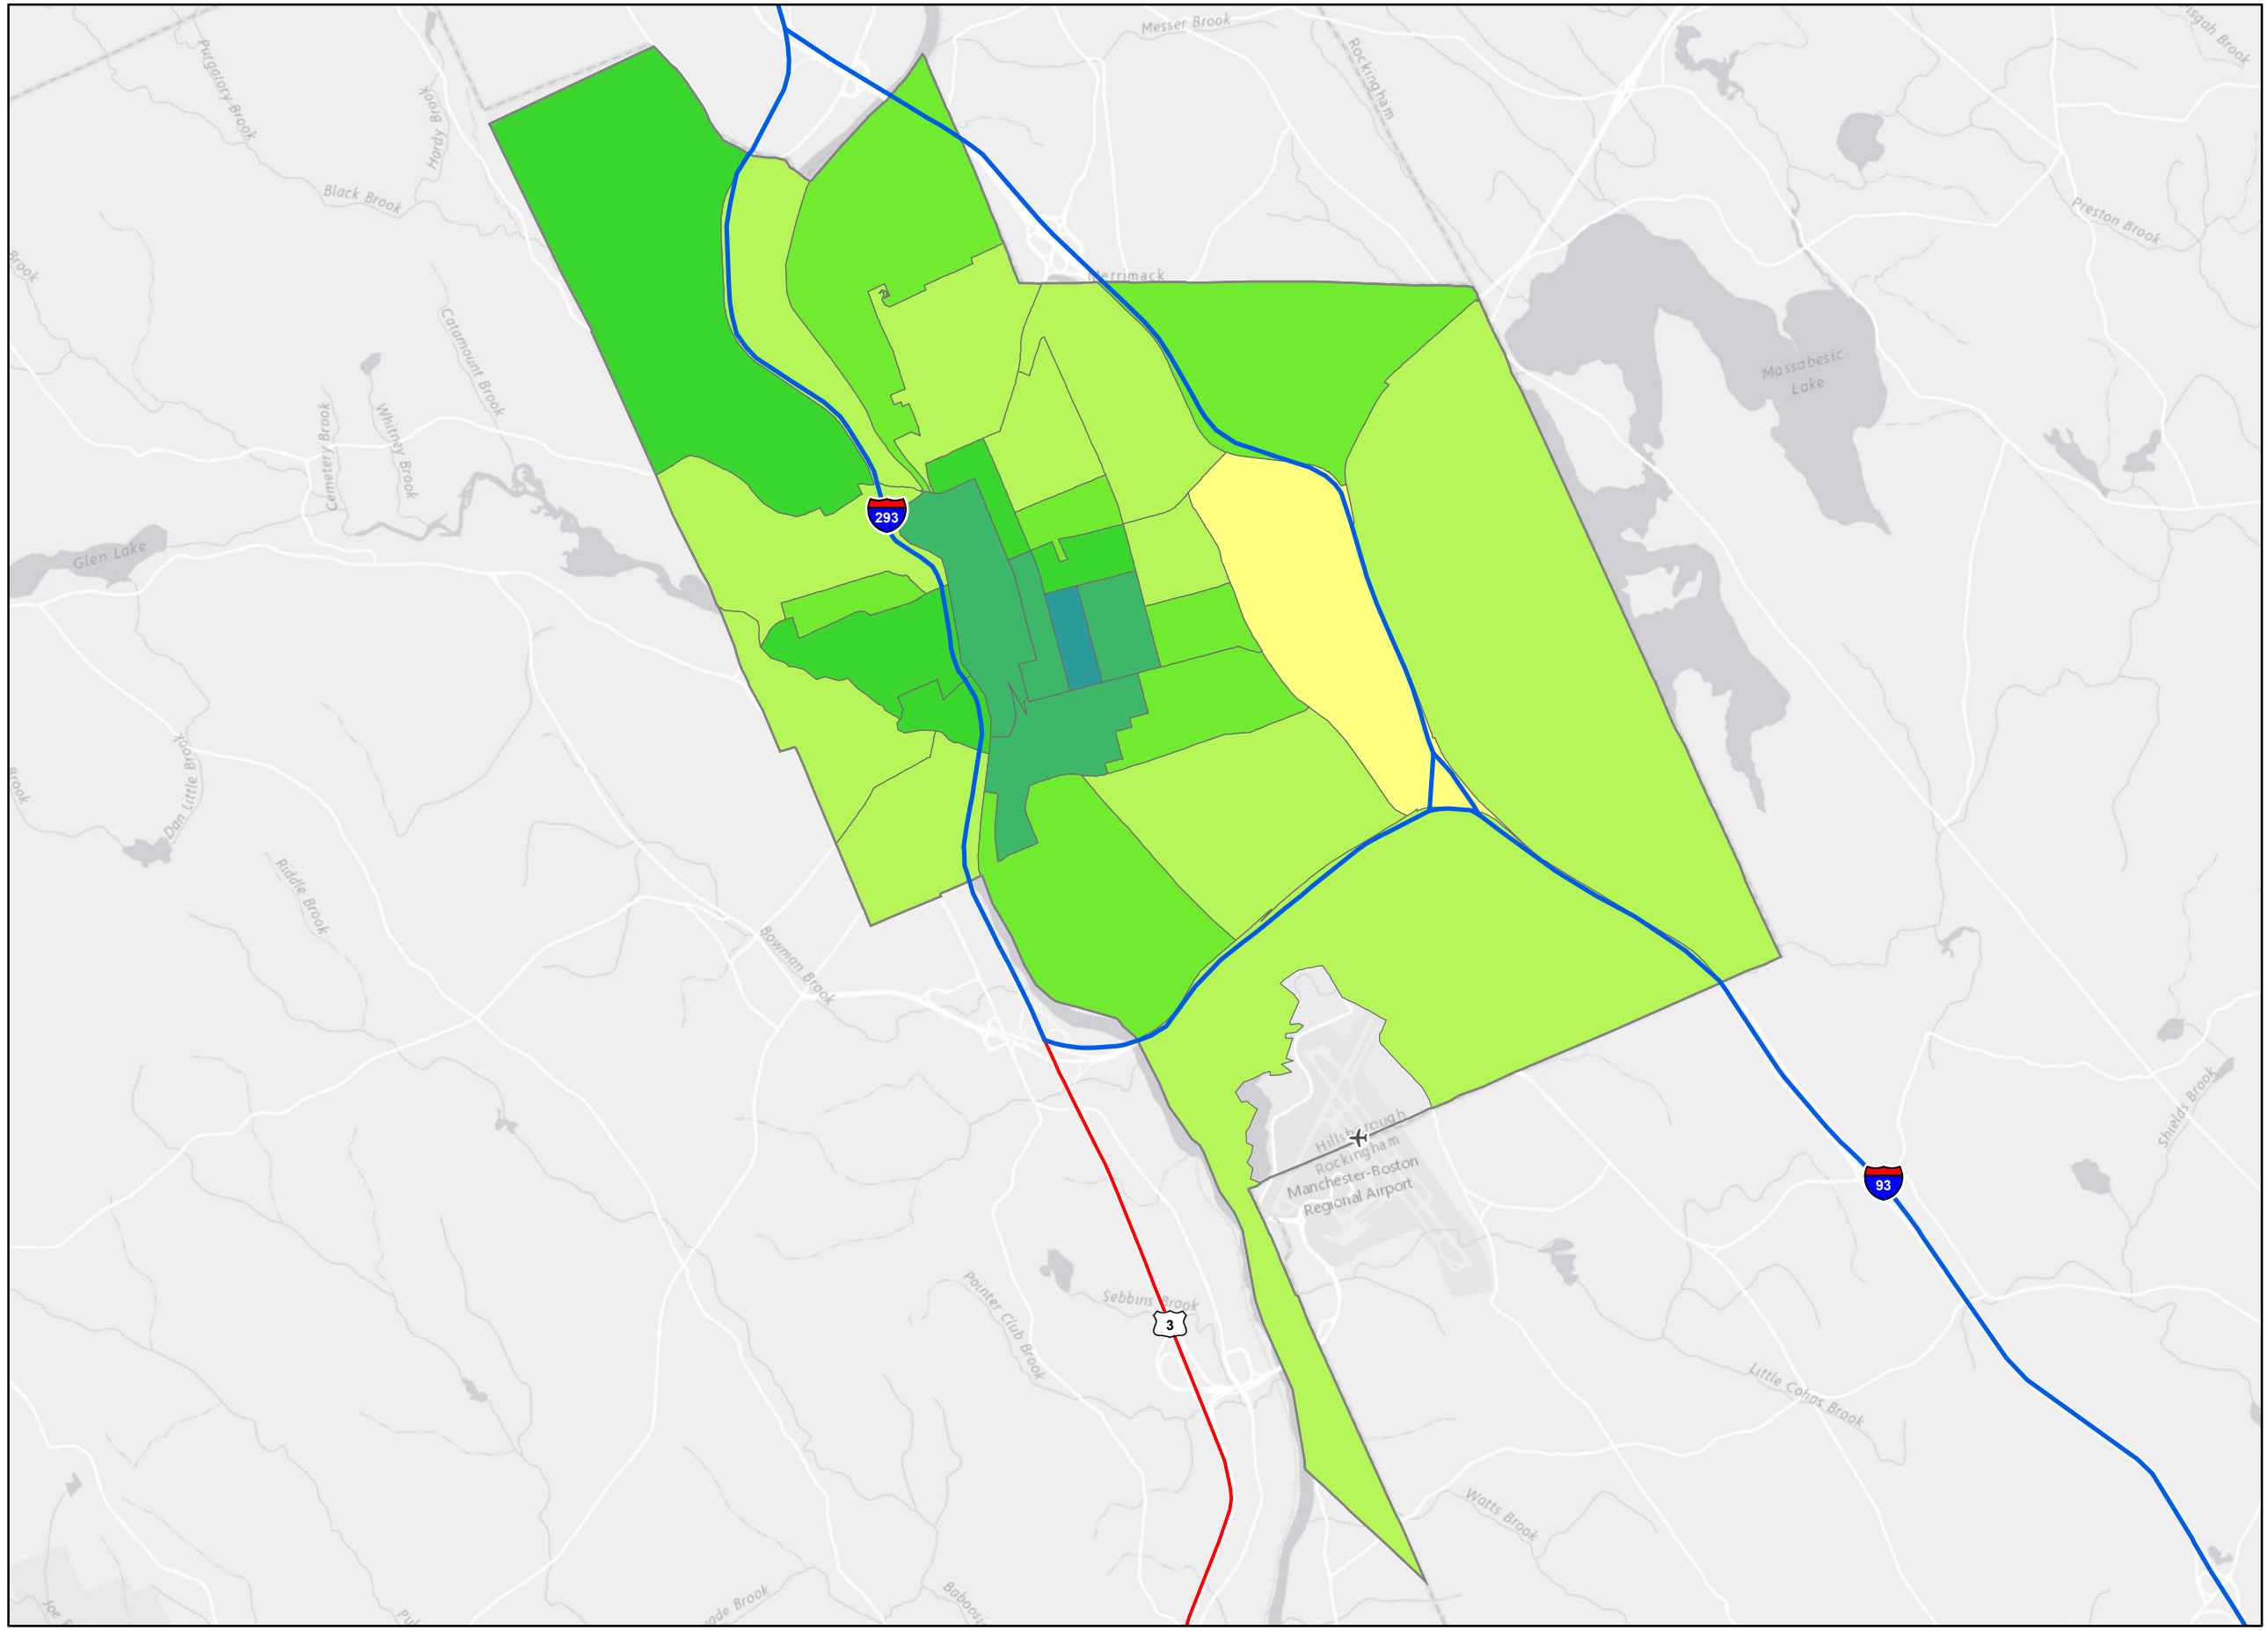 Messer Brook
Rockingham
Purgatory Brook
Hardy Brook
Black Brook
Preston Brook
Brook
Merrimack
Catamount Brook
Massabesic
Lake
Cemetery Brook
Whitney Brook
293
Glen Lake
Dan Little Brook
Brook
Riddle Brook
Bowman Brook
Shields Brook
Hillsborough
Rockingham
Manchester-Boston
Regional Airport
93
Pointer Club Brook
Sebbins Brook
3
Little Cohas Brook
Watts Brook
Brook